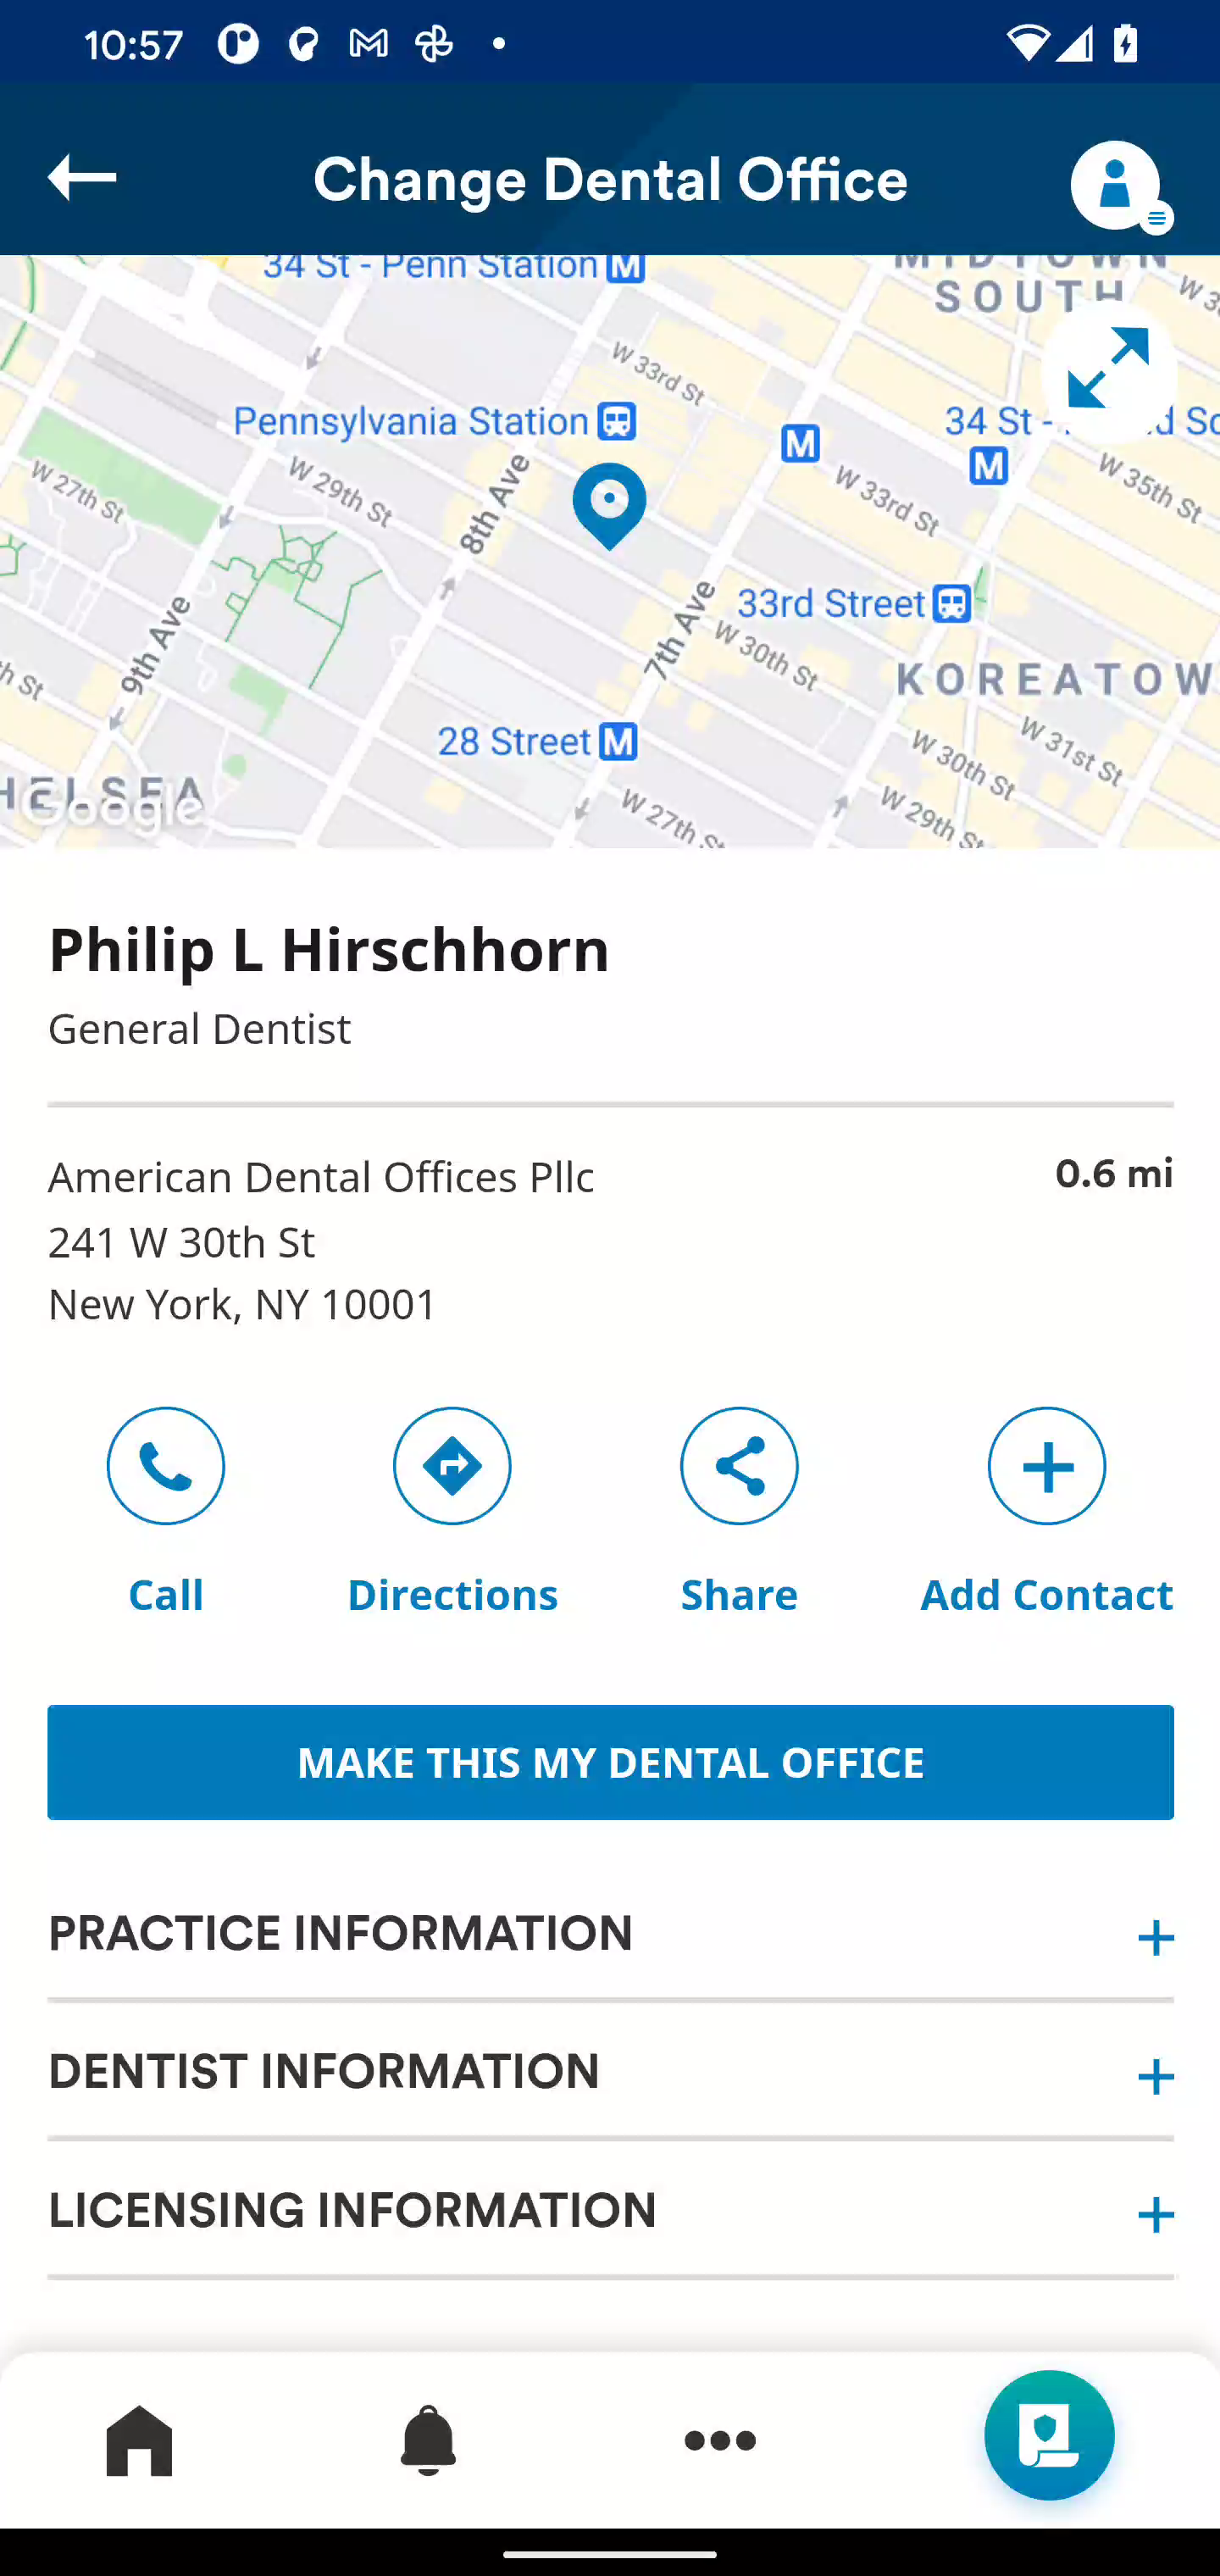 10:57
Change Dental Office
34 St - Penn Station M
MIDTOWN
SOUTH
W 33rd St
Pennsylvania Station
M
34 St -
M
W 27th St
W 29th St
8th Ave
W 33rd St
W 35th St
9th Ave
7th Ave
33rd Street
W 30th St
KOREATOW
28 Street M
W 30th St
W 31st St
HELSEA
Google
W 27th St
W 29th St
Philip L Hirschhorn
General Dentist
American Dental Offices Pllc
0.6 mi
241 W 30th St
New York, NY 10001
Call
Directions
Share
Add Contact
MAKE THIS MY DENTAL OFFICE
PRACTICE INFORMATION
DENTIST INFORMATION
LICENSING INFORMATION